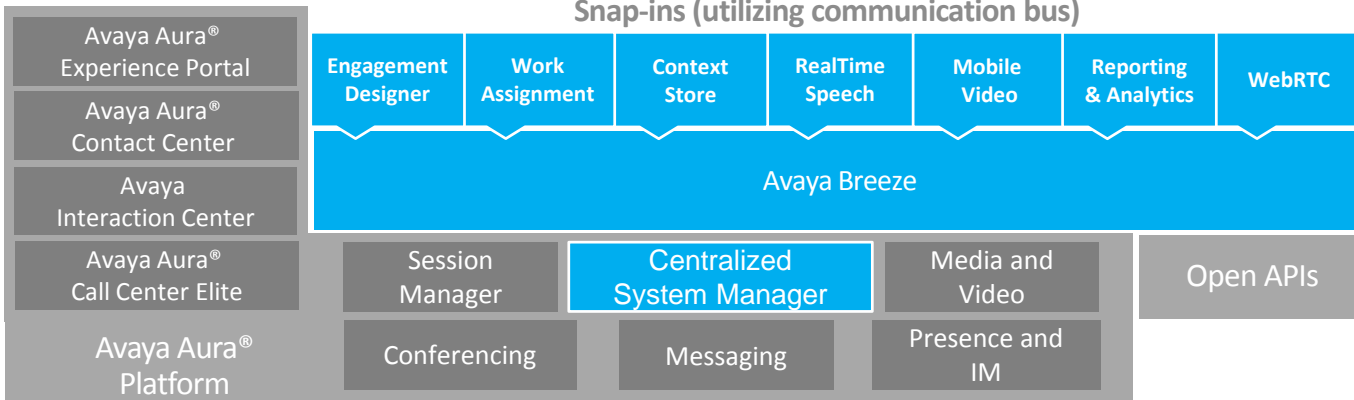 Snap-ins (utilizing communication bus)
Avaya Aura®
Experience Portal
Avaya Aura®
Contact Center
Avaya
Interaction Center
Avaya Aura®
Call Center Elite
Engagement
Designer
Work
Assignment
Context
Store
RealTime
Speech
Mobile
Video
Reporting
& Analytics
WebRTC
Avaya Breeze
Session
Manager
Centralized
System Manager
Media and
Video
Open APIs
Avaya Aura®
Platform
Conferencing
Messaging
Presence and
IM